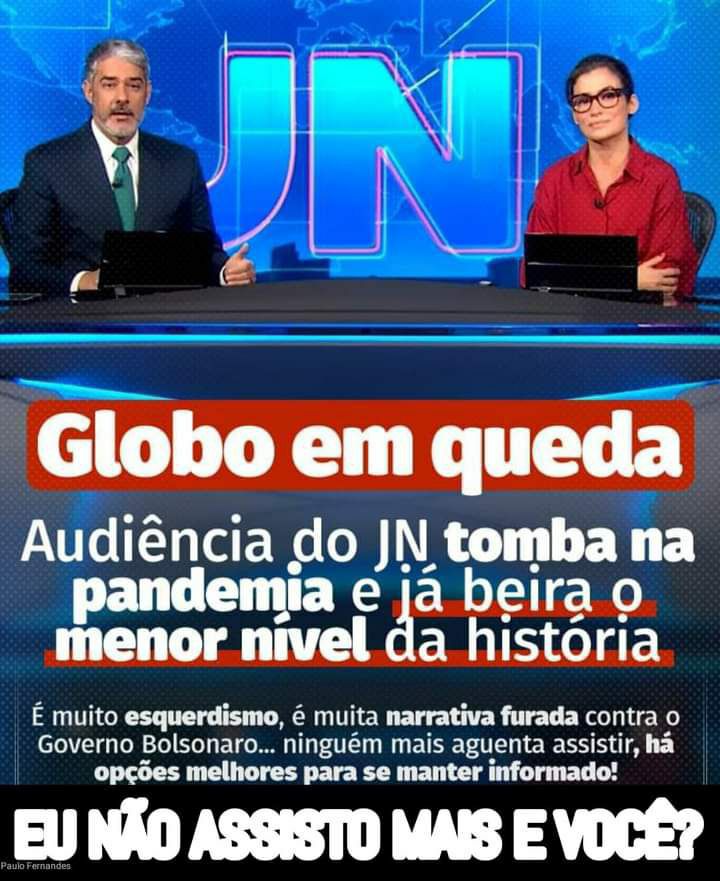 JN
Globo em queda
Audiência do JN tomba na
pandemia e já beira o
menor nível da história
É muito esquerdismo, é muita narrativa furada contra o
Governo Bolsonaro... ninguém mais aguenta assistir, há
opções melhores para se manter informado!
EU NÃO ASSISTO MAIS E VOCÊ?
Paulo Fernandes